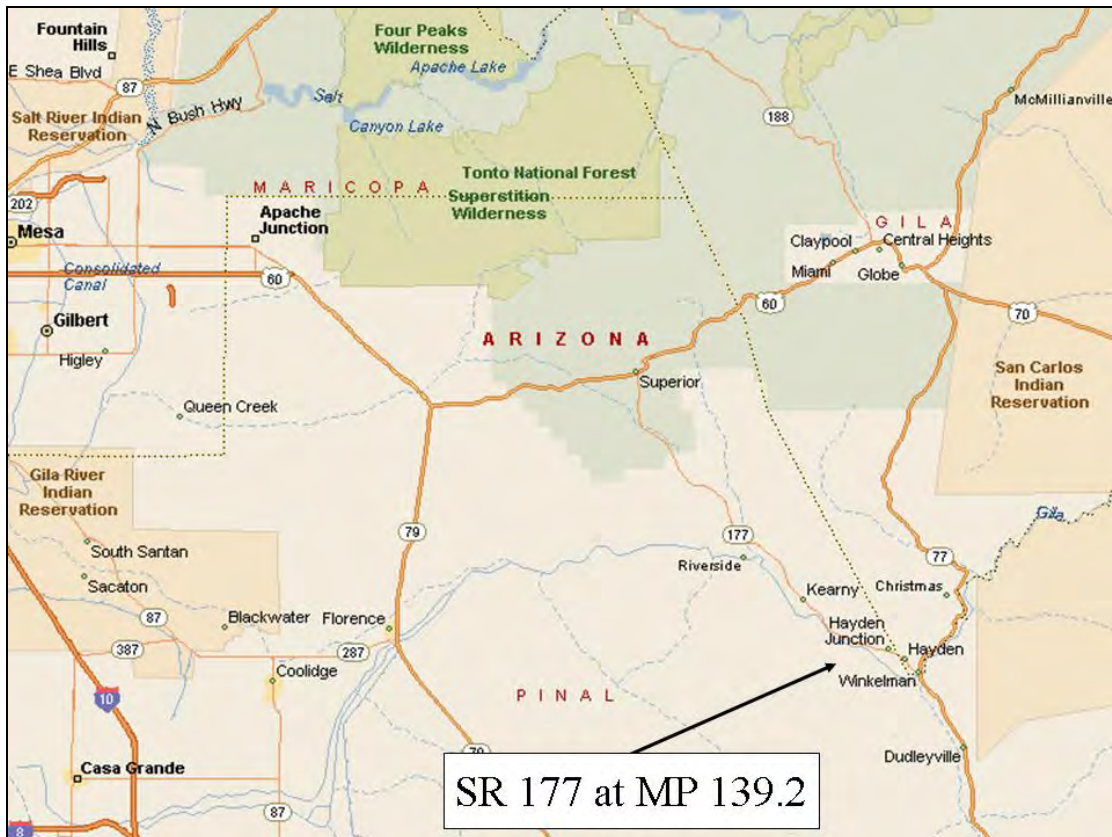 Fountain
Hills
E Shea Blvd
87
N Bush Hwy
Salt River Indian
Reservation
Four Peaks
Wilderness
Apache Lake
Salt
Canyon Lake
188
McMillianville
Tonto National Forest
MARICOPA
Superstition
Wilderness
202
Mesa
Apache
Junction
GILA
Claypool
Central Heights
Miami
Globe
Consolidated
Canal
60
60
70
Gilbert
Higley
ARIZONA
Superior
San Carlos
Indian
Reservation
Queen Creek
Gila River
Indian
Reservation
79
177
Gila
South Santan
Sacaton
Riverside
77
Kearny
Christmas
87
Blackwater
Florence
Hayden
Junction
Hayden
387
287
Coolidge
Winkelman
10
PINAL
Dudleyville
79
Casa Grande
SR 177 at MP 139.2
87
8